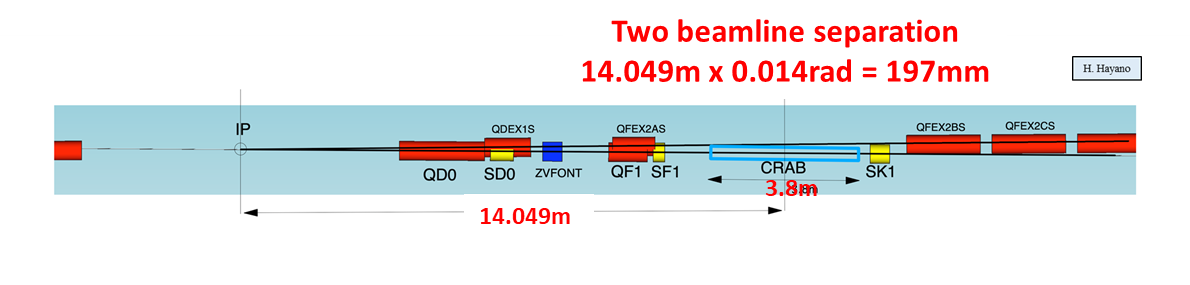 Two beamline separation
14.049m x 0.014rad = 197mm
H. Hayano
IP
QDEX1S
QFEX2AS
QFEX2BS
QFEX2CS
QD0
SD0
ZVFONT
QF1
SF1
CRAB
SK1
3.8m
14.049m